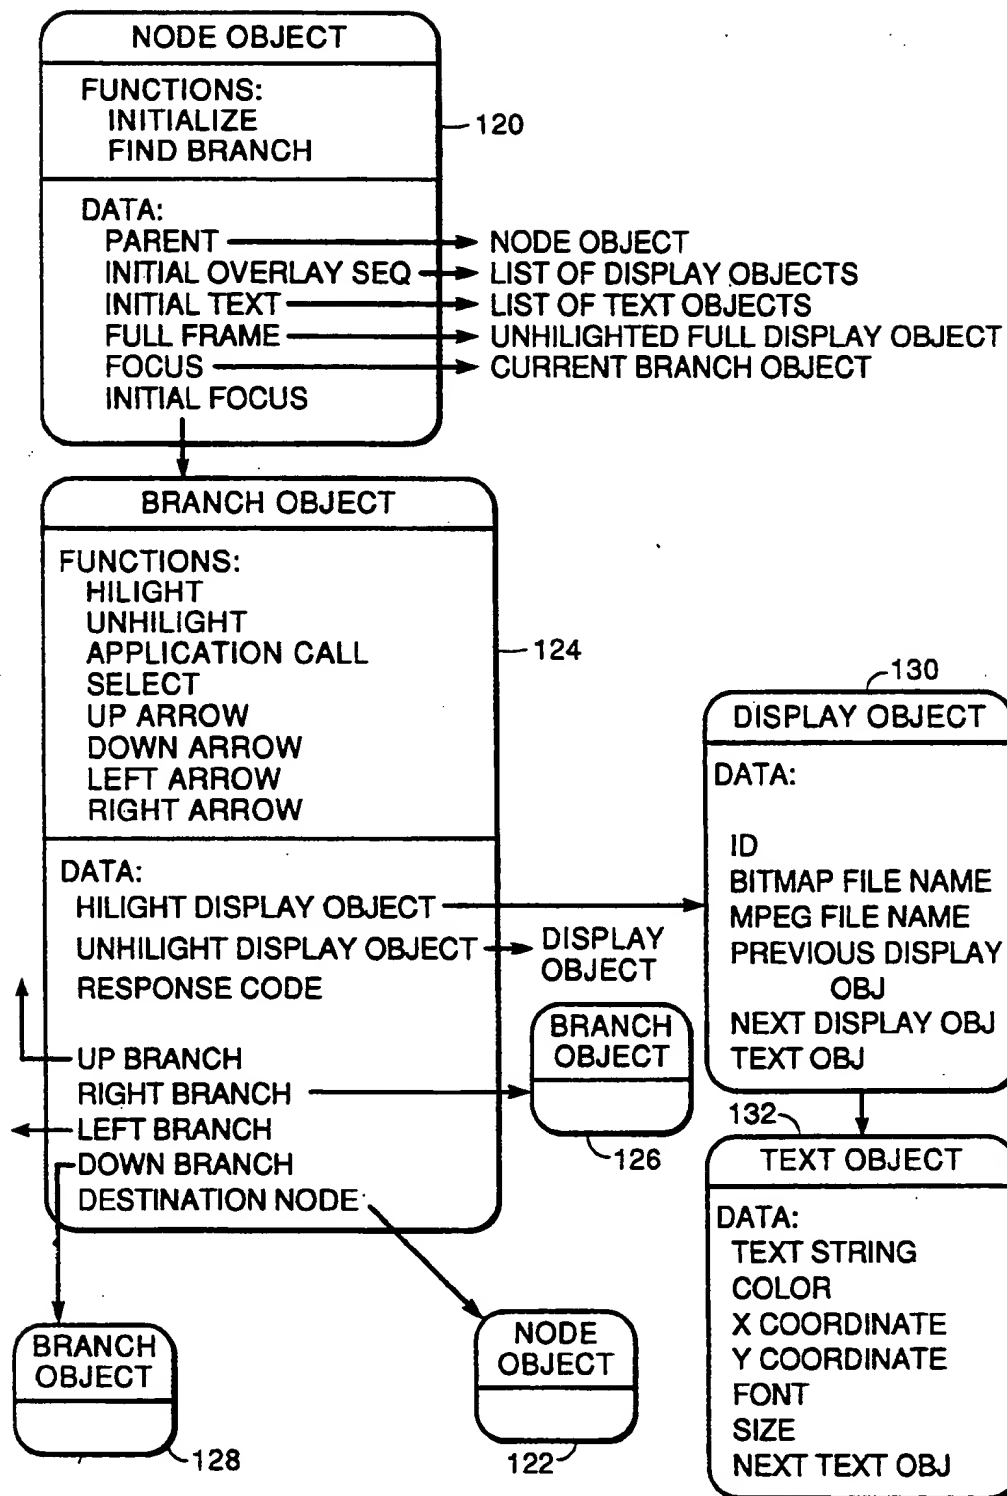 NODE OBJECT
FUNCTIONS:
INITIALIZE
FIND BRANCH
120
DATA:
PARENT
NODE OBJECT
INITIAL OVERLAY SEQ
LIST OF DISPLAY OBJECTS
INITIAL TEXT
LIST OF TEXT OBJECTS
FULL FRAME
UNHILIGHTED FULL DISPLAY OBJECT
FOCUS
CURRENT BRANCH OBJECT
INITIAL FOCUS
BRANCH OBJECT
FUNCTIONS:
HILIGHT
UNHILIGHT
APPLICATION CALL
SELECT
UP ARROW
DOWN ARROW
LEFT ARROW
RIGHT ARROW
124
DATA:
HILIGHT DISPLAY OBJECT
UNHILIGHT DISPLAY OBJECT
DISPLAY
OBJECT
RESPONSE CODE
UP BRANCH
RIGHT BRANCH
LEFT BRANCH
DOWN BRANCH
DESTINATION NODE
BRANCH
OBJECT
126
130
DISPLAY OBJECT
DATA:
ID
BITMAP FILE NAME
MPEG FILE NAME
PREVIOUS DISPLAY
OBJ
NEXT DISPLAY OBJ
TEXT OBJ
132
TEXT OBJECT
DATA:
TEXT STRING
COLOR
X COORDINATE
Y COORDINATE
FONT
SIZE
NEXT TEXT OBJ
BRANCH
OBJECT
128
NODE
OBJECT
122